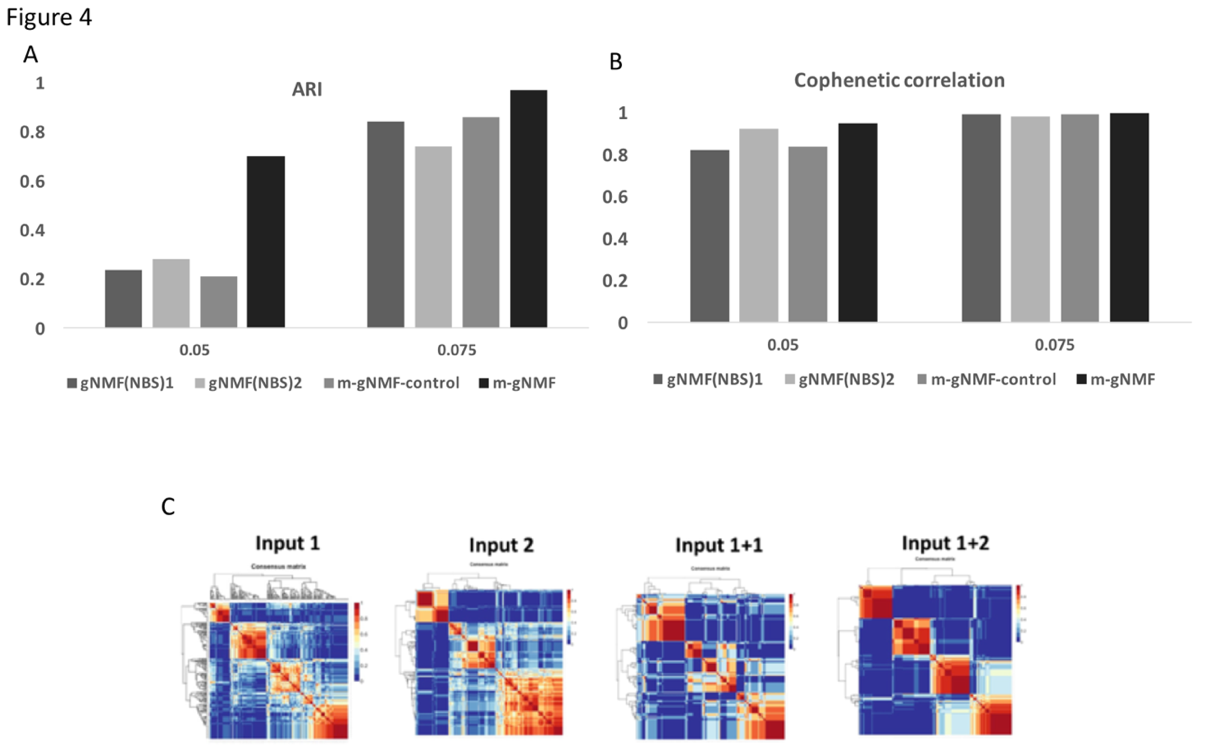 Figure 4
A
ARI
1
0.8
0.6
0.4
0.2
0
0.05 0.075
gNMF(NBS)1 gNMF(NBS)2 m-gNMF-control m-gNMF
B
Cophenetic correlation
1
0.8
0.6
0.4
0.2
0
0.05 0.075
gNMF(NBS)1 gNMF(NBS)2 m-gNMF-control m-gNMF
C
Input 1 Input 2 Input 1+1 Input 1+2
Consensus matrix Consensus matrix Consensus matrix Consensus matrix